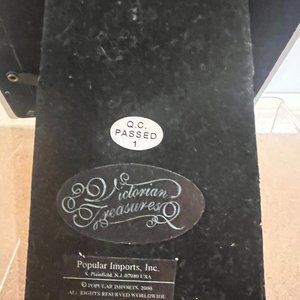 Q.C.
PASSED
1
Victorian
Treasures
Popular Imports, Inc.
S. Plainfield, N.J. 07080 USA
© POPULAR IMPORTS, 2000
ALL RIGHTS RESERVED WORLDWIDE